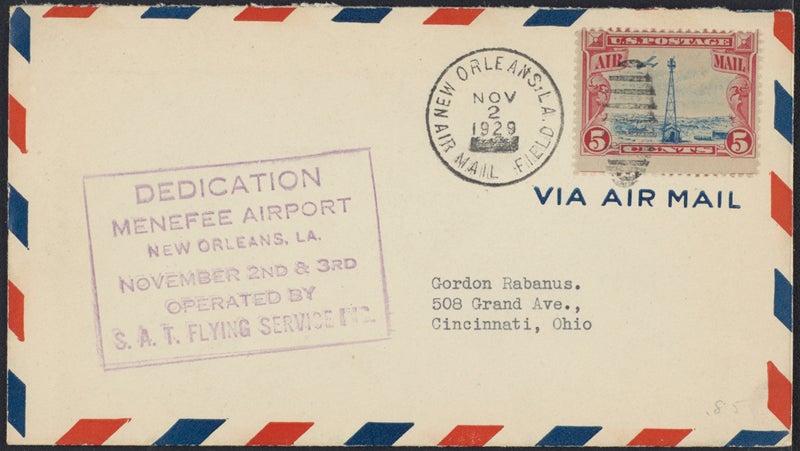 NEW ORLEANS, LA.
NOV
2
1929
AIR MAIL FIELD
U.S. POSTAGE
AIR MAIL
5 CENTS 5
VIA AIR MAIL
DEDICATION
MENEFEE AIRPORT
NEW ORLEANS, LA.
NOVEMBER 2ND & 3RD
OPERATED BY
S. A. T. FLYING SERVICE INC.
Gordon Rabanus.
508 Grand Ave.,
Cincinnati, Ohio
.85